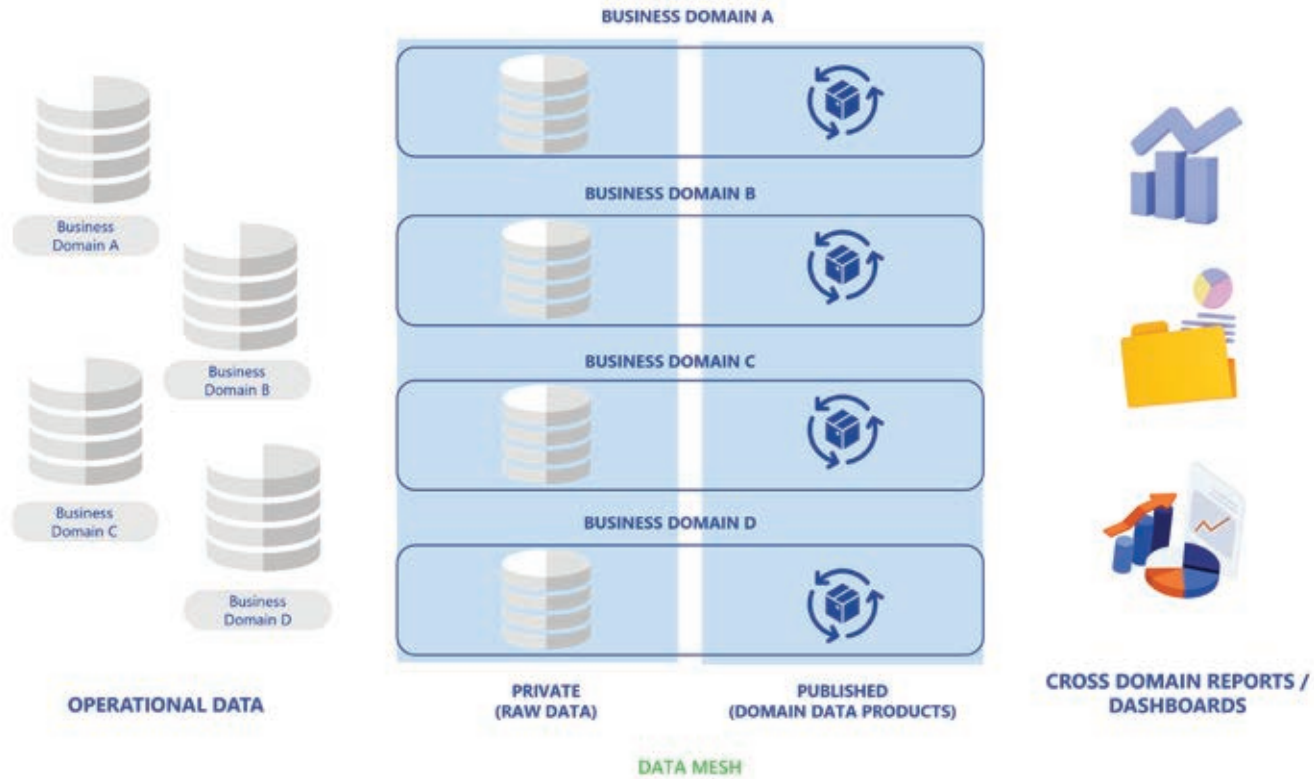 BUSINESS DOMAIN A
Business
Domain A
BUSINESS DOMAIN B
Business
Domain B
BUSINESS DOMAIN C
Business
Domain C
BUSINESS DOMAIN D
Business
Domain D
OPERATIONAL DATA
PRIVATE
(RAW DATA)
PUBLISHED
(DOMAIN DATA PRODUCTS)
CROSS DOMAIN REPORTS /
DASHBOARDS
DATA MESH